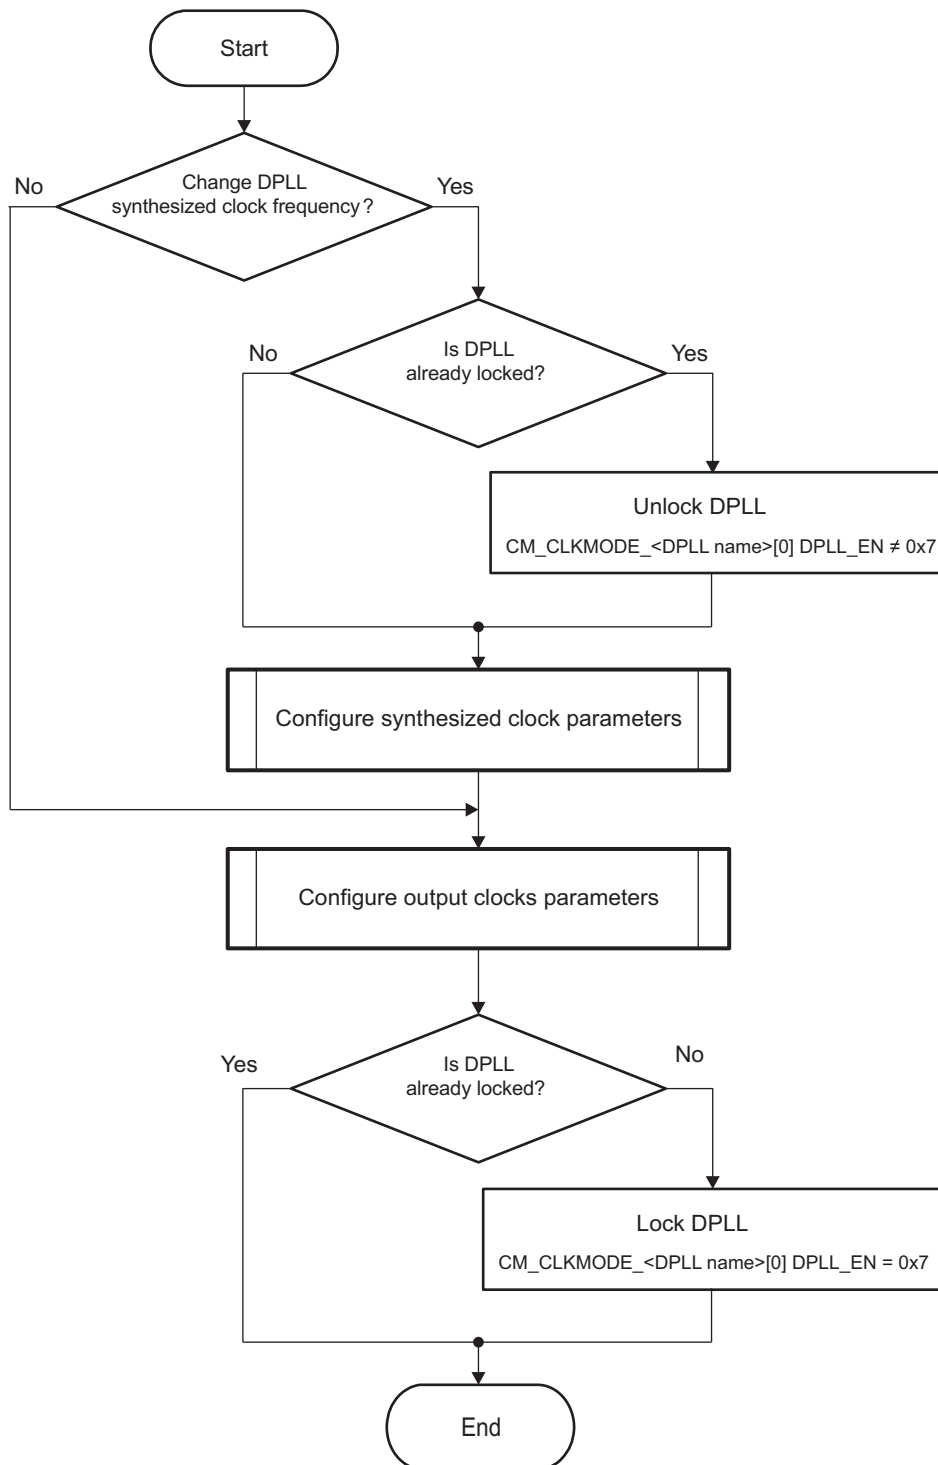 Start
No
Change DPLL
synthesized clock frequency?
Yes
No
Is DPLL
already locked?
Yes
Unlock DPLL
CM_CLKMODE_<DPLL name>[0] DPLL_EN ≠ 0x7
Configure synthesized clock parameters
Configure output clocks parameters
Yes
Is DPLL
already locked?
No
Lock DPLL
CM_CLKMODE_<DPLL name>[0] DPLL_EN = 0x7
End